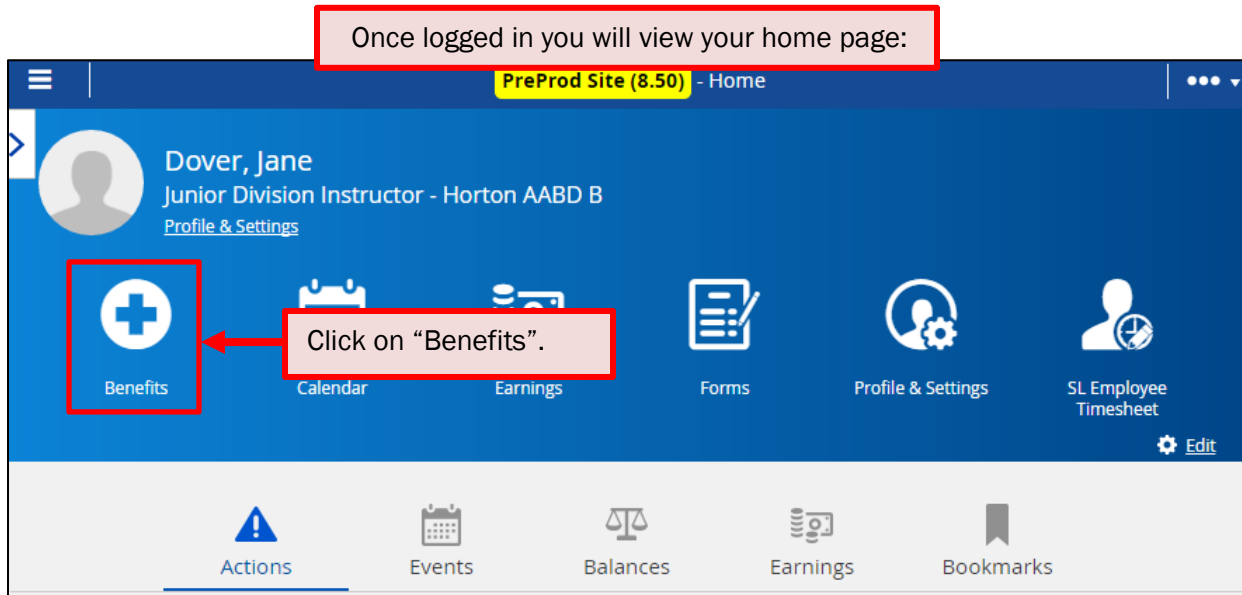 Once logged in you will view your home page:
PreProd Site (8.50) - Home
Dover, Jane
Junior Division Instructor - Horton AABD B
Profile & Settings
Click on “Benefits”.
Benefits
Calendar
Earnings
Forms
Profile & Settings
SL Employee
Timesheet
Edit
Actions
Events
Balances
Earnings
Bookmarks